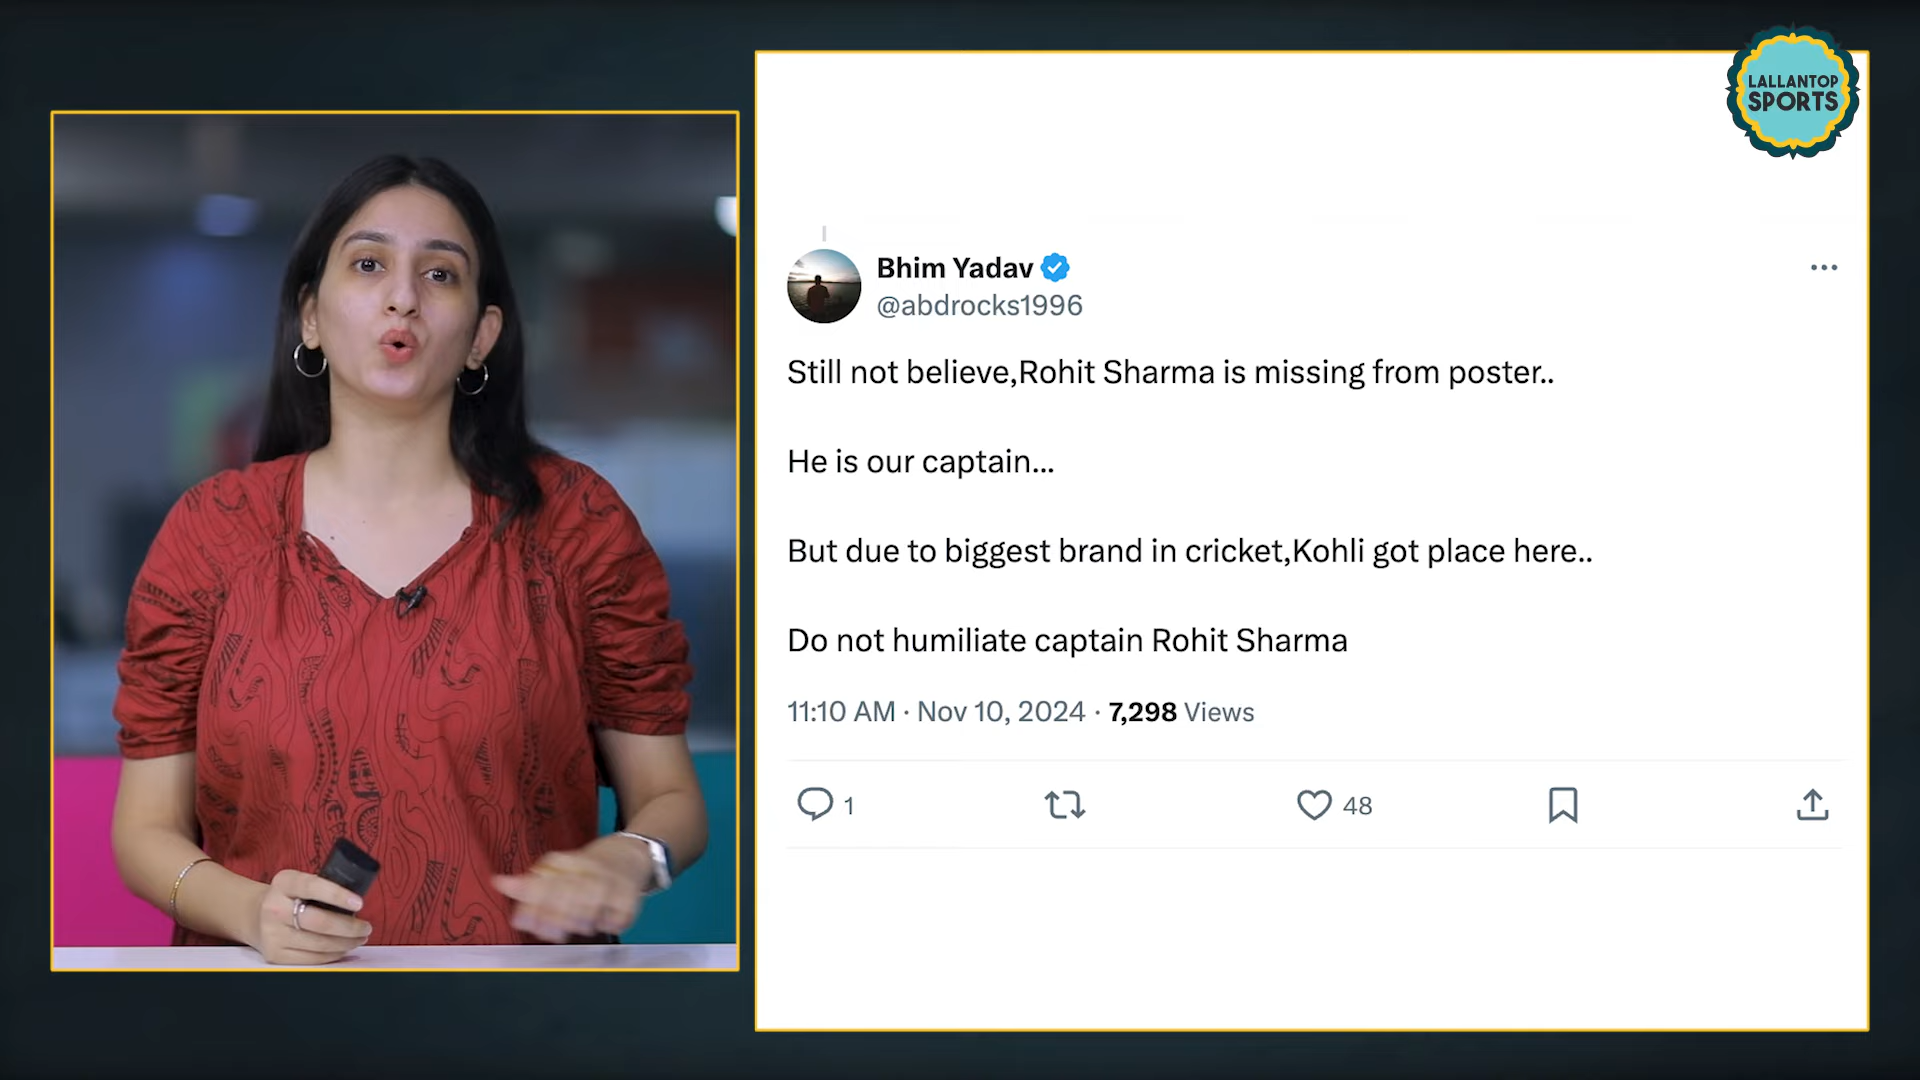 LALLANTOP
SPORTS
Bhim Yadav
@abdrocks1996
Still not believe,Rohit Sharma is missing from poster..
He is our captain...
But due to biggest brand in cricket,Kohli got place here..
Do not humiliate captain Rohit Sharma
11:10 AM · Nov 10, 2024 · 7,298 Views
1
48